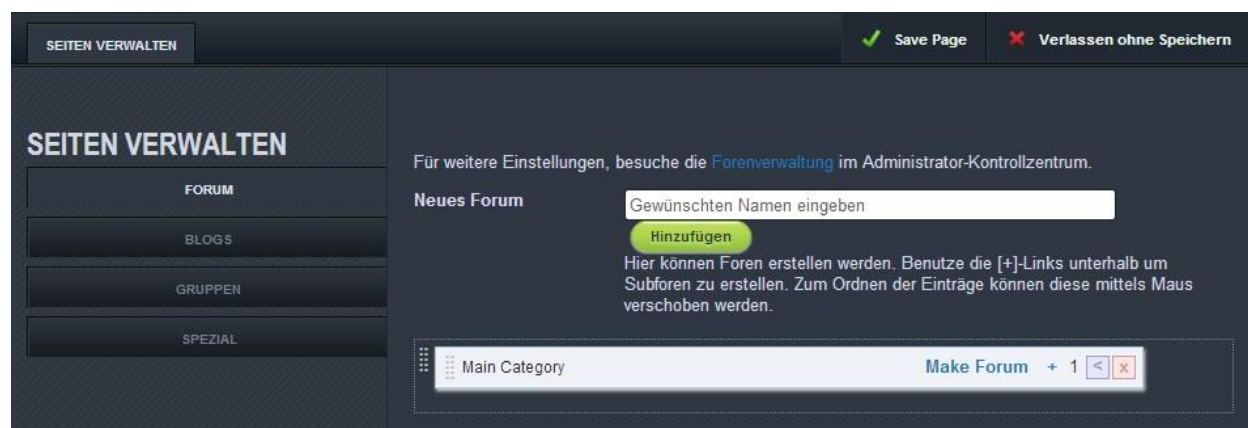 SEITEN VERWALTEN
Save Page
Verlassen ohne Speichern
SEITEN VERWALTEN
FORUM
BLOGS
GRUPPEN
SPEZIAL
Für weitere Einstellungen, besuche die Forenverwaltung im Administrator-Kontrollzentrum.
Neues Forum
Gewünschten Namen eingeben
Hinzufügen
Hier können Foren erstellen werden. Benutze die [+]-Links unterhalb um
Subforen zu erstellen. Zum Ordnen der Einträge können diese mittels Maus
verschoben werden.
Main Category Make Forum + 1 < x